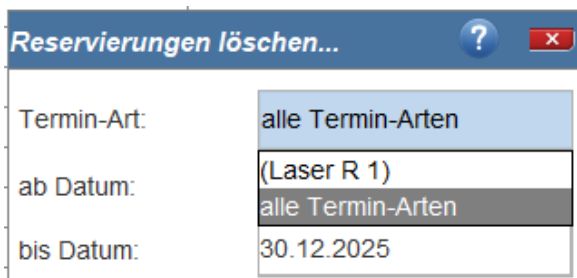 Reservierungen löschen... ?
Termin-Art: alle Termin-Arten
(Laser R 1)
ab Datum: alle Termin-Arten
bis Datum: 30.12.2025